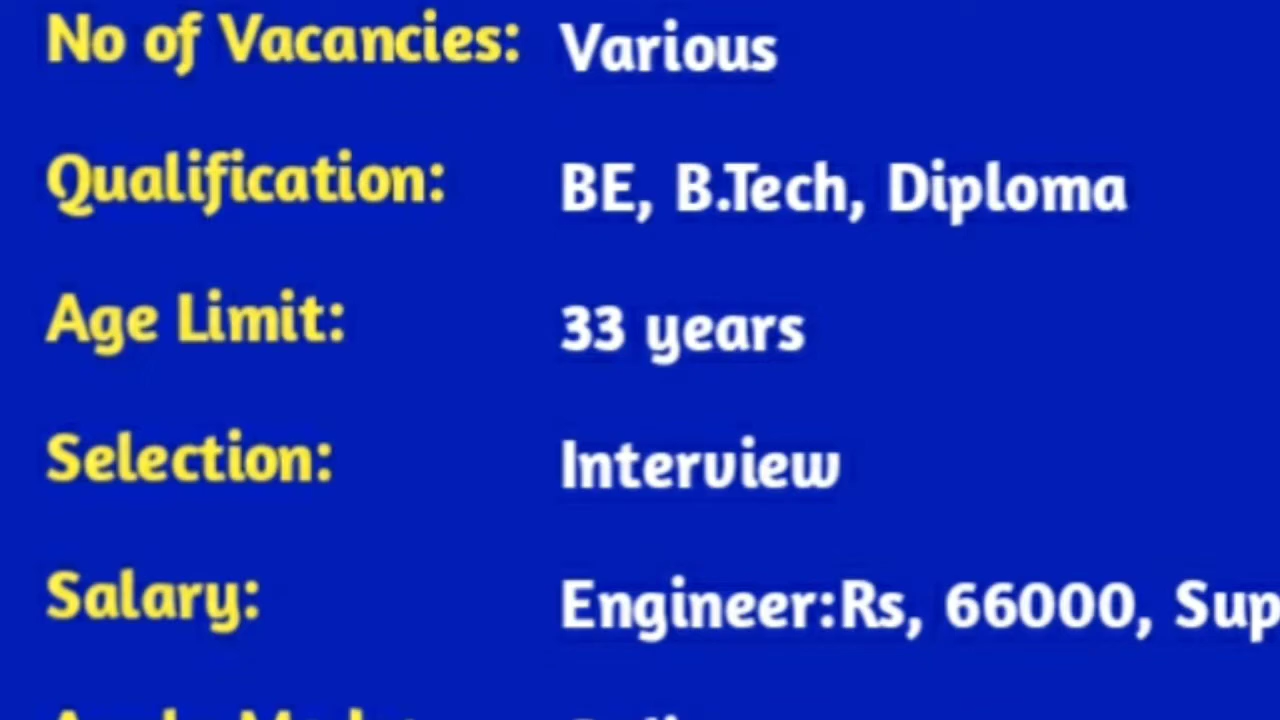 No of Vacancies: Various
Qualification: BE, B.Tech, Diploma
Age Limit: 33 years
Selection: Interview
Salary: Engineer:Rs, 66000, Sup